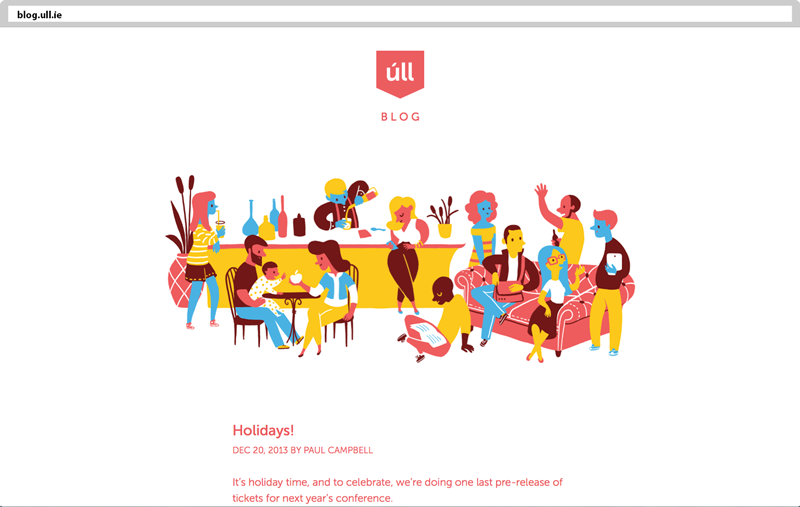 blog.ull.ie
úll
BLOG
Holidays!
DEC 20, 2013 BY PAUL CAMPBELL
It's holiday time, and to celebrate, we're doing one last pre-release of
tickets for next year's conference.